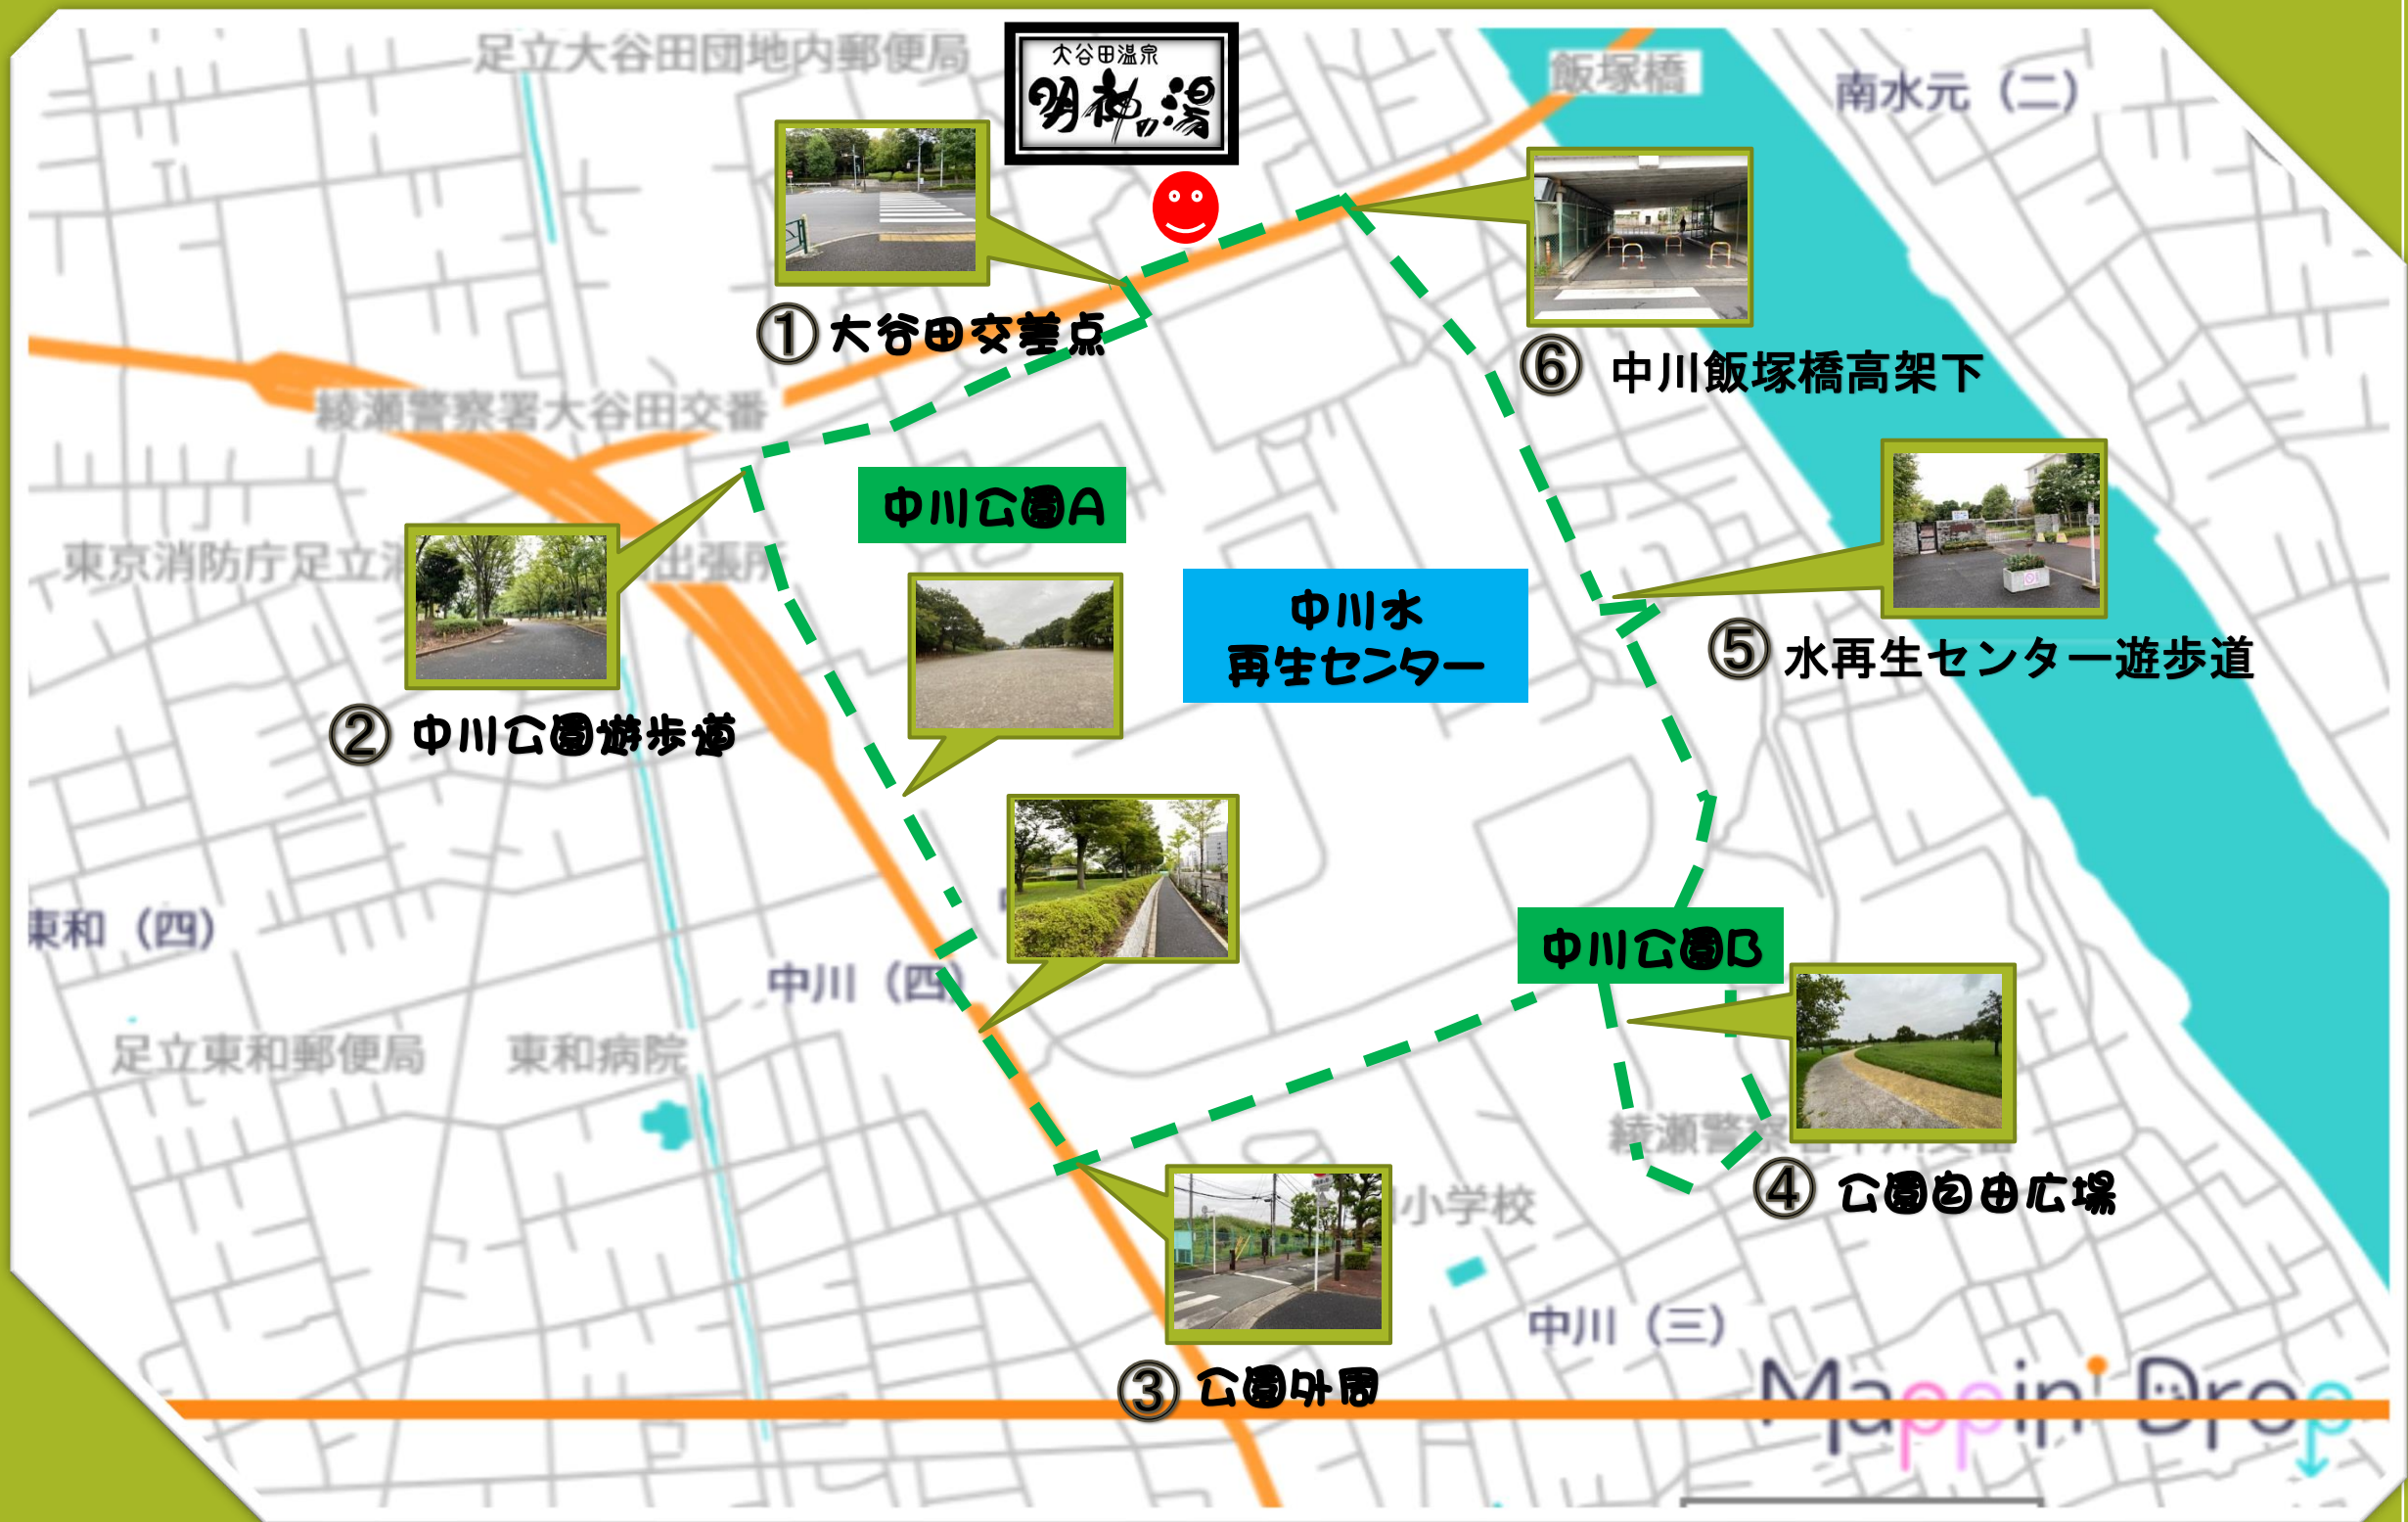 足立大谷田団地内郵便局
大谷田温泉
明神の湯
飯塚橋
南水元（二）
① 大谷田交差点
⑥ 中川飯塚橋高架下
綾瀬警察署大谷田交番
中川公園A
東京消防庁足立消
出張所
中川水
再生センター
⑤ 水再生センター遊歩道
② 中川公園遊歩道
東和（四）
中川公園B
中川（四）
足立東和郵便局
東和病院
綾瀬警察
④ 公園自由広場
小学校
中川（三）
③ 公園外周
Mappin' Drop